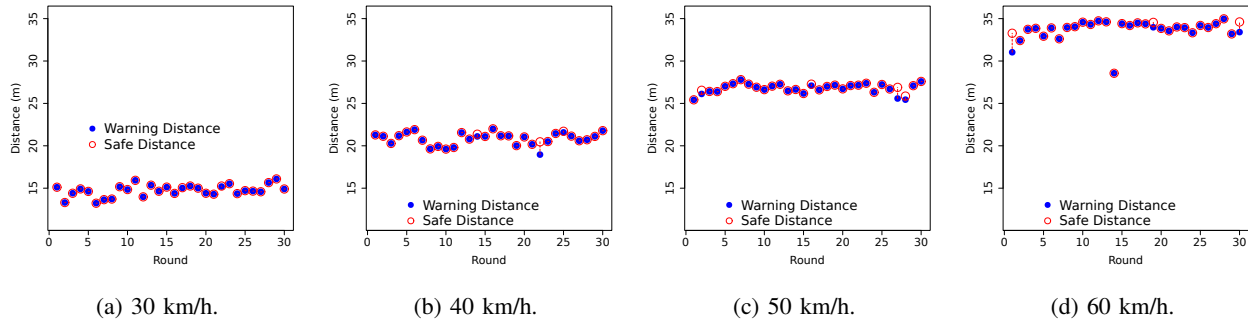 35
30
25
20
15
Distance (m)
Warning Distance
Safe Distance
0 5 10 15 20 25 30
Round
(a) 30 km/h.
35
30
25
20
15
Distance (m)
Warning Distance
Safe Distance
0 5 10 15 20 25 30
Round
(b) 40 km/h.
35
30
25
20
15
Distance (m)
Warning Distance
Safe Distance
0 5 10 15 20 25 30
Round
(c) 50 km/h.
35
30
25
20
15
Distance (m)
Warning Distance
Safe Distance
0 5 10 15 20 25 30
Round
(d) 60 km/h.